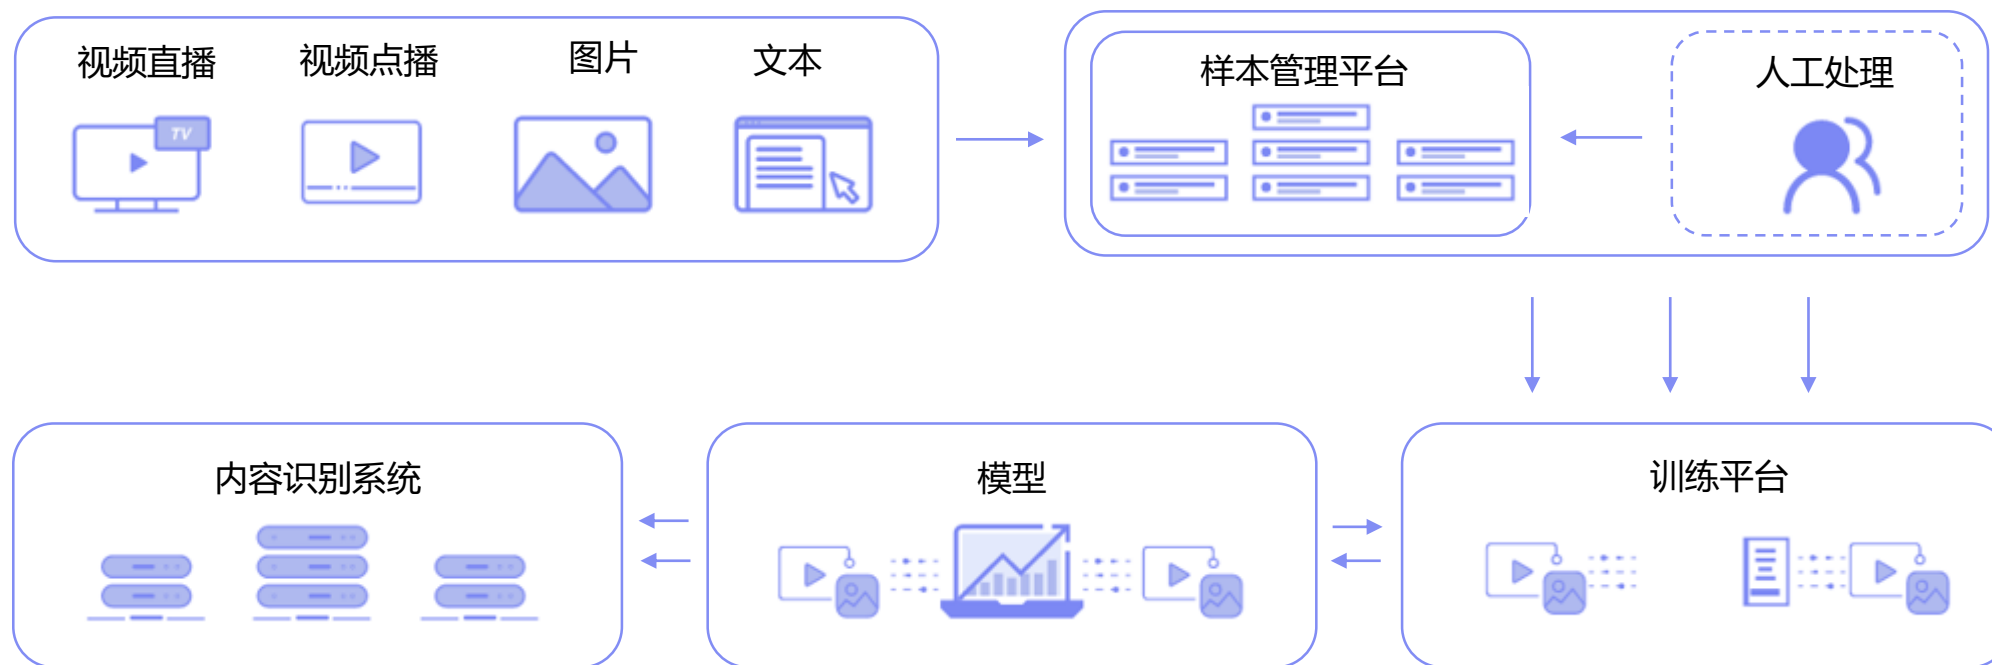 视频直播
视频点播
图片
文本
TV
样本管理平台
人工处理
内容识别系统
模型
训练平台